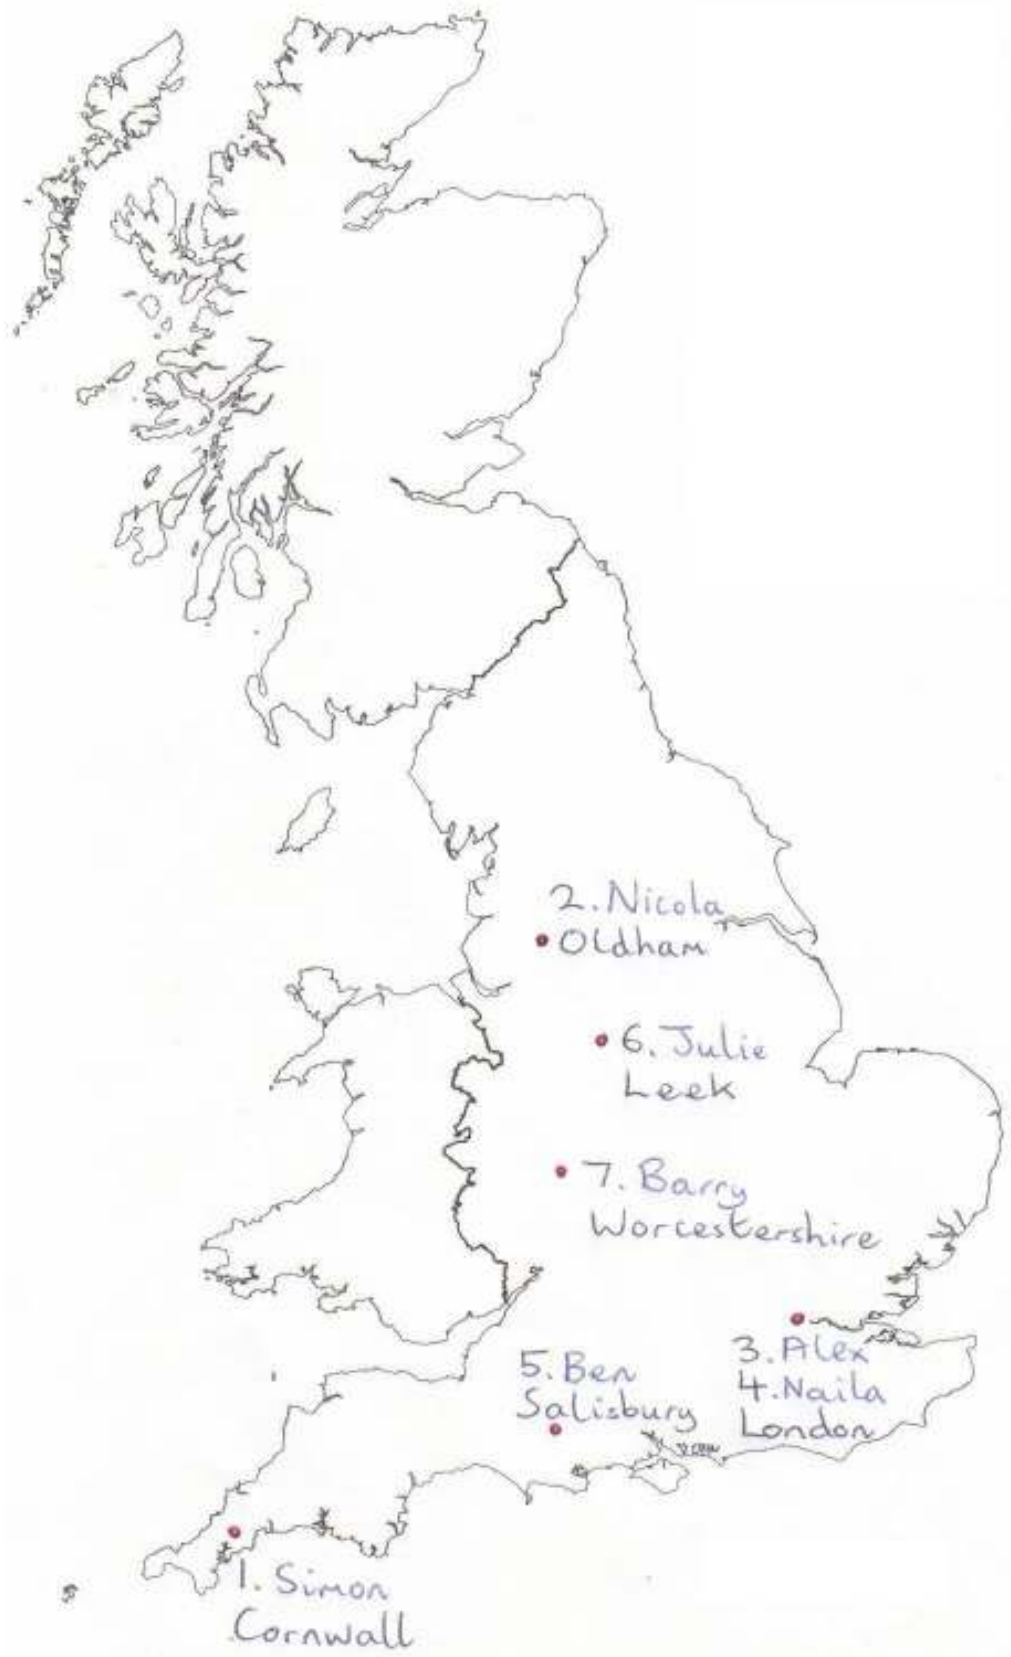 2. Nicola
Oldham
6. Julie
Leek
7. Barry
Worcestershire
3. Alex
4. Naila
London
5. Ben
Salisbury
1. Simon
Cornwall